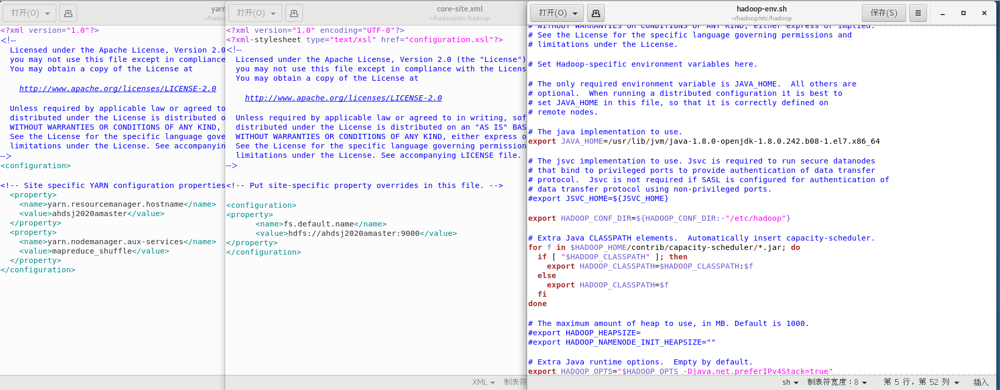 打开(O)
yarn
~/hado
<?xml version="1.0"?>
<!--
Licensed under the Apache License, Version 2.0
you may not use this file except in compliance
You may obtain a copy of the License at
http://www.apache.org/licenses/LICENSE-2.0
Unless required by applicable law or agreed to
distributed under the License is distributed o
WITHOUT WARRANTIES OR CONDITIONS OF ANY KIND,
See the License for the specific language gove
limitations under the License. See accompanyin
-->
<configuration>
<!-- Site specific YARN configuration properties
<property>
<name>yarn.resourcemanager.hostname</name>
<value>ahdsj2020amaster</value>
</property>
<property>
<name>yarn.nodemanager.aux-services</name>
<value>mapreduce_shuffle</value>
</property>
</configuration>
打开(O)
core-site.xml
~/hadoop/etc/hadoop
<?xml version="1.0" encoding="UTF-8"?>
<?xml-stylesheet type="text/xsl" href="configuration.xsl"?>
<!--
Licensed under the Apache License, Version 2.0 (the "License")
you may not use this file except in compliance with the Licens
You may obtain a copy of the License at
http://www.apache.org/licenses/LICENSE-2.0
Unless required by applicable law or agreed to in writing, sof
distributed under the License is distributed on an "AS IS" BAS
WITHOUT WARRANTIES OR CONDITIONS OF ANY KIND, either express o
See the License for the specific language governing permission
limitations under the License. See accompanying LICENSE file.
-->
<!-- Put site-specific property overrides in this file. -->
<configuration>
<property>
<name>fs.default.name</name>
<value>hdfs://ahdsj2020amaster:9000</value>
</property>
</configuration>
XML 制表符
打开(O)
hadoop-env.sh
~/hadoop/etc/hadoop
保存(S)
# WITHOUT WARRANTIES OR CONDITIONS OF ANY KIND, either express or implied.
# See the License for the specific language governing permissions and
# limitations under the License.
# Set Hadoop-specific environment variables here.
# The only required environment variable is JAVA_HOME.  All others are
# optional.  When running a distributed configuration it is best to
# set JAVA_HOME in this file, so that it is correctly defined on
# remote nodes.
# The java implementation to use.
export JAVA_HOME=/usr/lib/jvm/java-1.8.0-openjdk-1.8.0.242.b08-1.el7.x86_64
# The jsvc implementation to use. Jsvc is required to run secure datanodes
# that bind to privileged ports to provide authentication of data transfer
# protocol.  Jsvc is not required if SASL is configured for authentication of
# data transfer protocol using non-privileged ports.
#export JSVC_HOME=${JSVC_HOME}
export HADOOP_CONF_DIR=${HADOOP_CONF_DIR:-"/etc/hadoop"}
# Extra Java CLASSPATH elements.  Automatically insert capacity-scheduler.
for f in $HADOOP_HOME/contrib/capacity-scheduler/*.jar; do
if [ "$HADOOP_CLASSPATH" ]; then
export HADOOP_CLASSPATH=$HADOOP_CLASSPATH:$f
else
export HADOOP_CLASSPATH=$f
fi
done
# The maximum amount of heap to use, in MB. Default is 1000.
#export HADOOP_HEAPSIZE=
#export HADOOP_NAMENODE_INIT_HEAPSIZE=""
# Extra Java runtime options.  Empty by default.
export HADOOP_OPTS="$HADOOP_OPTS -Djava.net.preferIPv4Stack=true"
sh 制表符宽度：8 第 5 行，第 52 列 插入